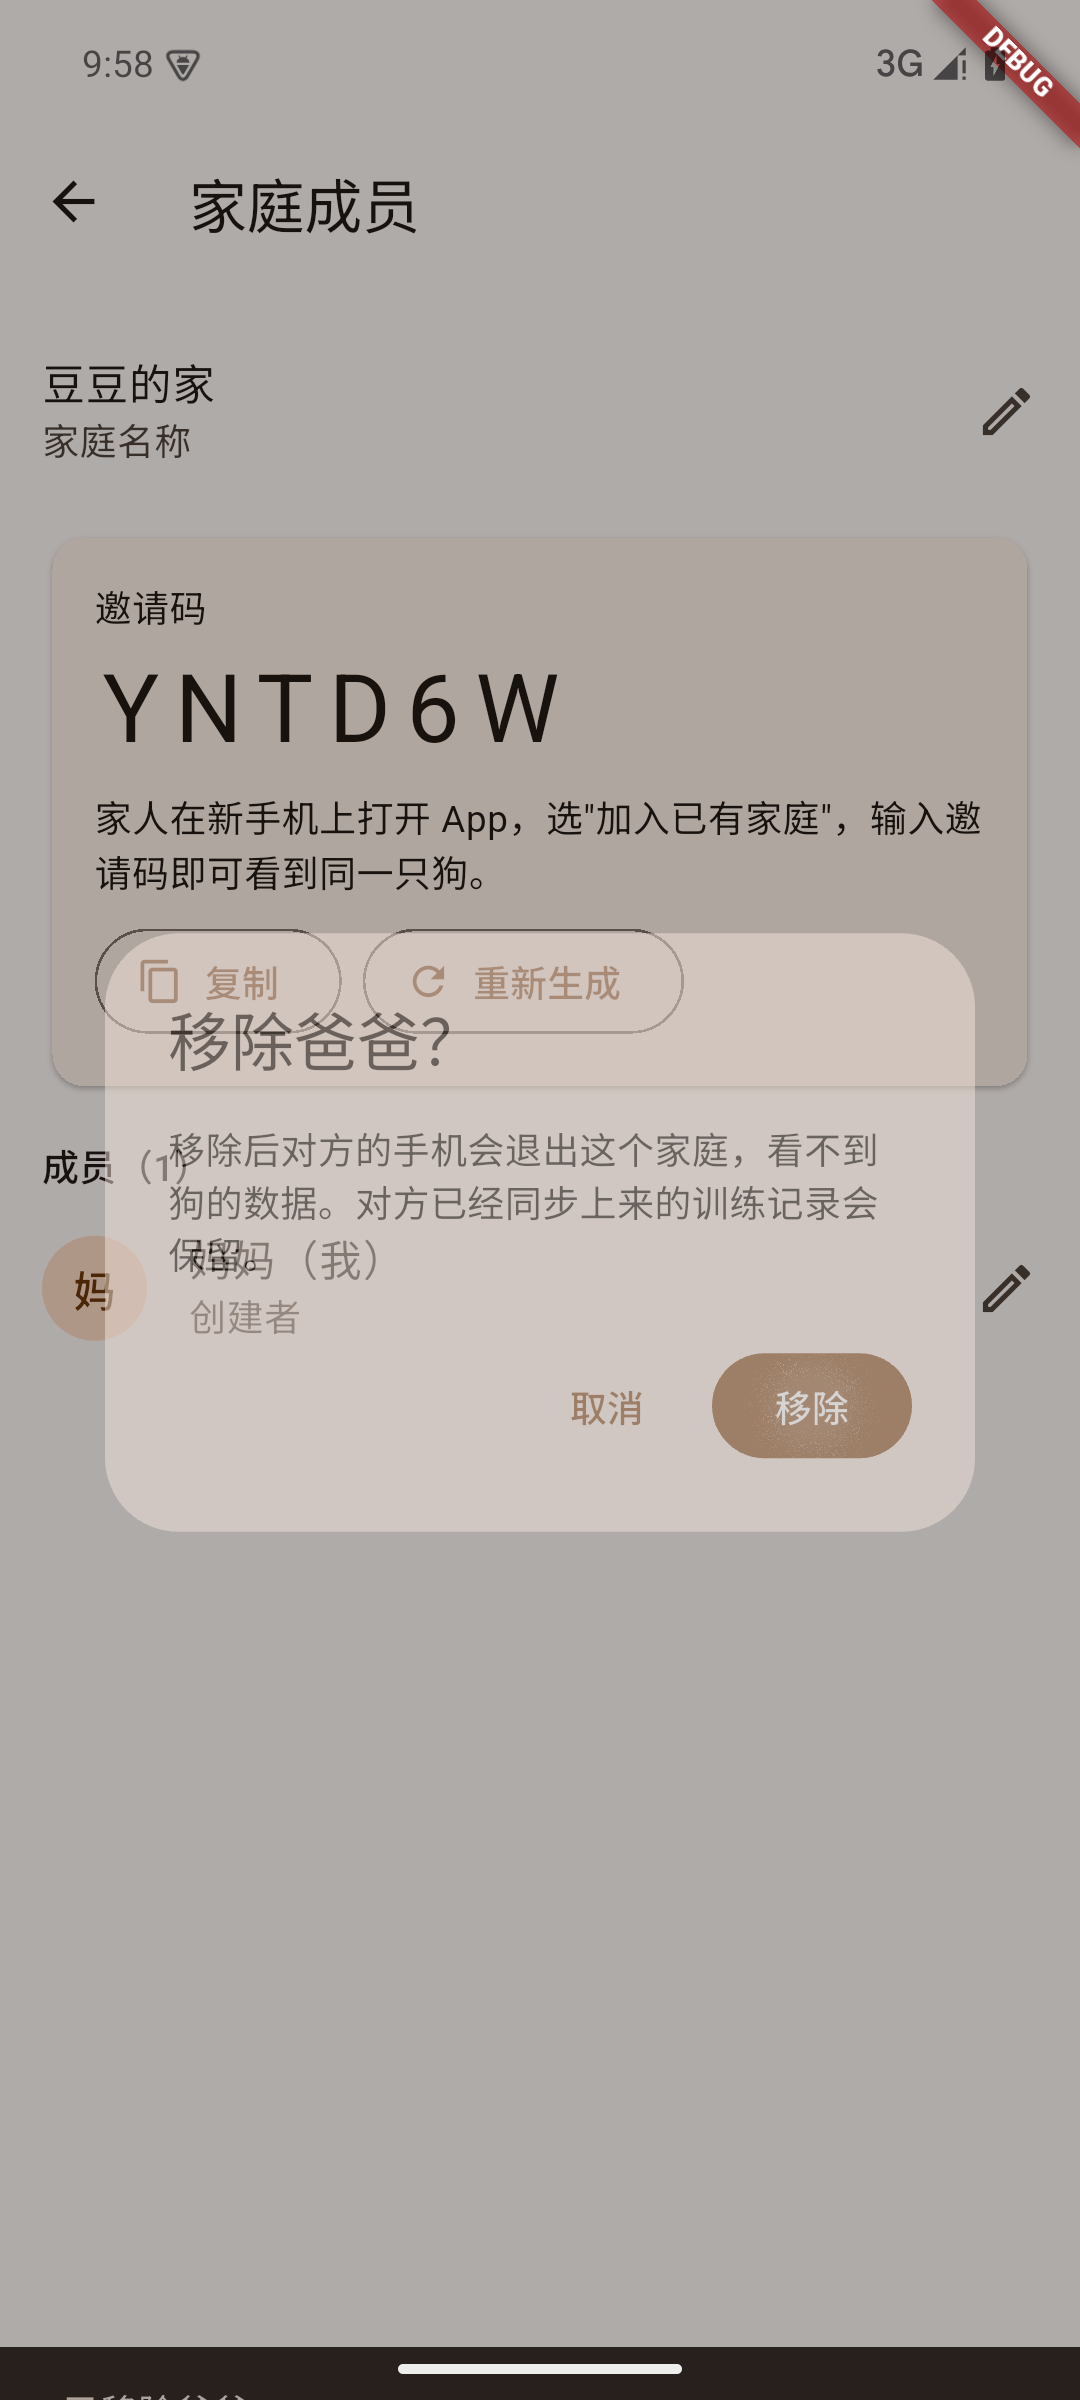 9:58
3G
DEBUG
家庭成员
豆豆的家
家庭名称
邀请码
YNTD6W
家人在新手机上打开 App，选"加入已有家庭"，输入邀
请码即可看到同一只狗。
复制
重新生成
移除爸爸？
成员（1）
移除后对方的手机会退出这个家庭，看不到
狗的数据。对方已经同步上来的训练记录会
保留。
妈
妈妈（我）
创建者
取消
移除